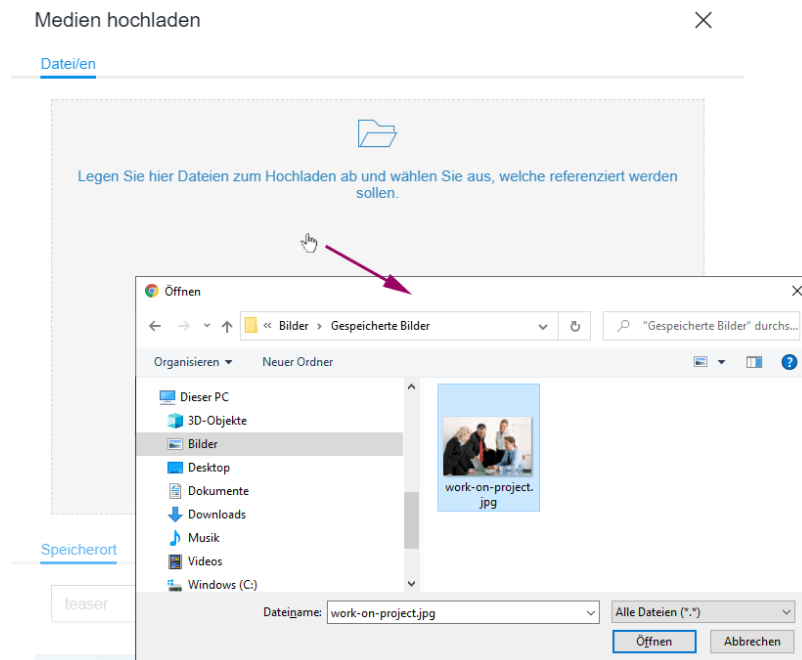 Medien hochladen
Datei/en
Legen Sie hier Dateien zum Hochladen ab und wählen Sie aus, welche referenziert werden
sollen.
Öffnen
« Bilder › Gespeicherte Bilder
"Gespeicherte Bilder" durchs...
Organisieren
Neuer Ordner
Dieser PC
3D-Objekte
Bilder
Desktop
Dokumente
Downloads
Musik
Videos
Windows (C:)
work-on-project.
jpg
Speicherort
teaser
Dateiname:
work-on-project.jpg
Alle Dateien (*.*)
Öffnen
Abbrechen